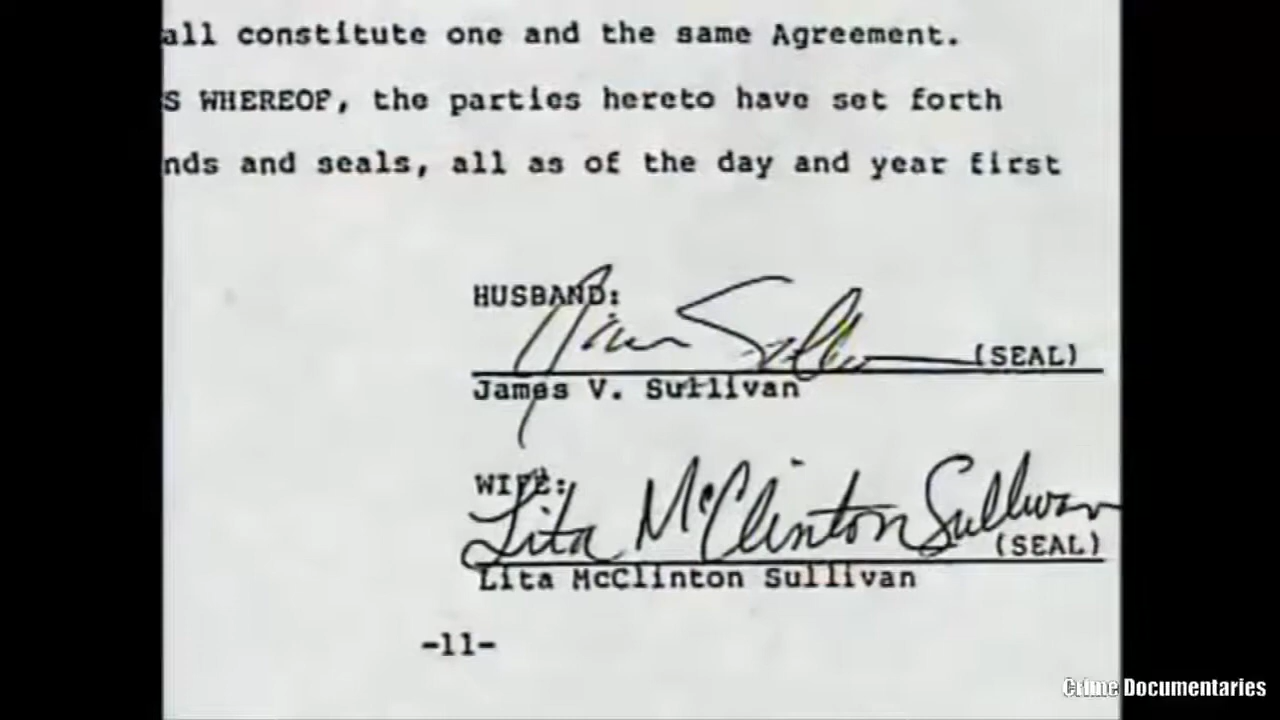 all constitute one and the same Agreement.
S WHEREOF, the parties hereto have set forth
nds and seals, all as of the day and year first
HUSBAND:
James Sullivan
(SEAL)
James V. Sullivan
WIFE:
Lita McClinton Sullivan
(SEAL)
Lita McClinton Sullivan
-11-
Crime Documentaries